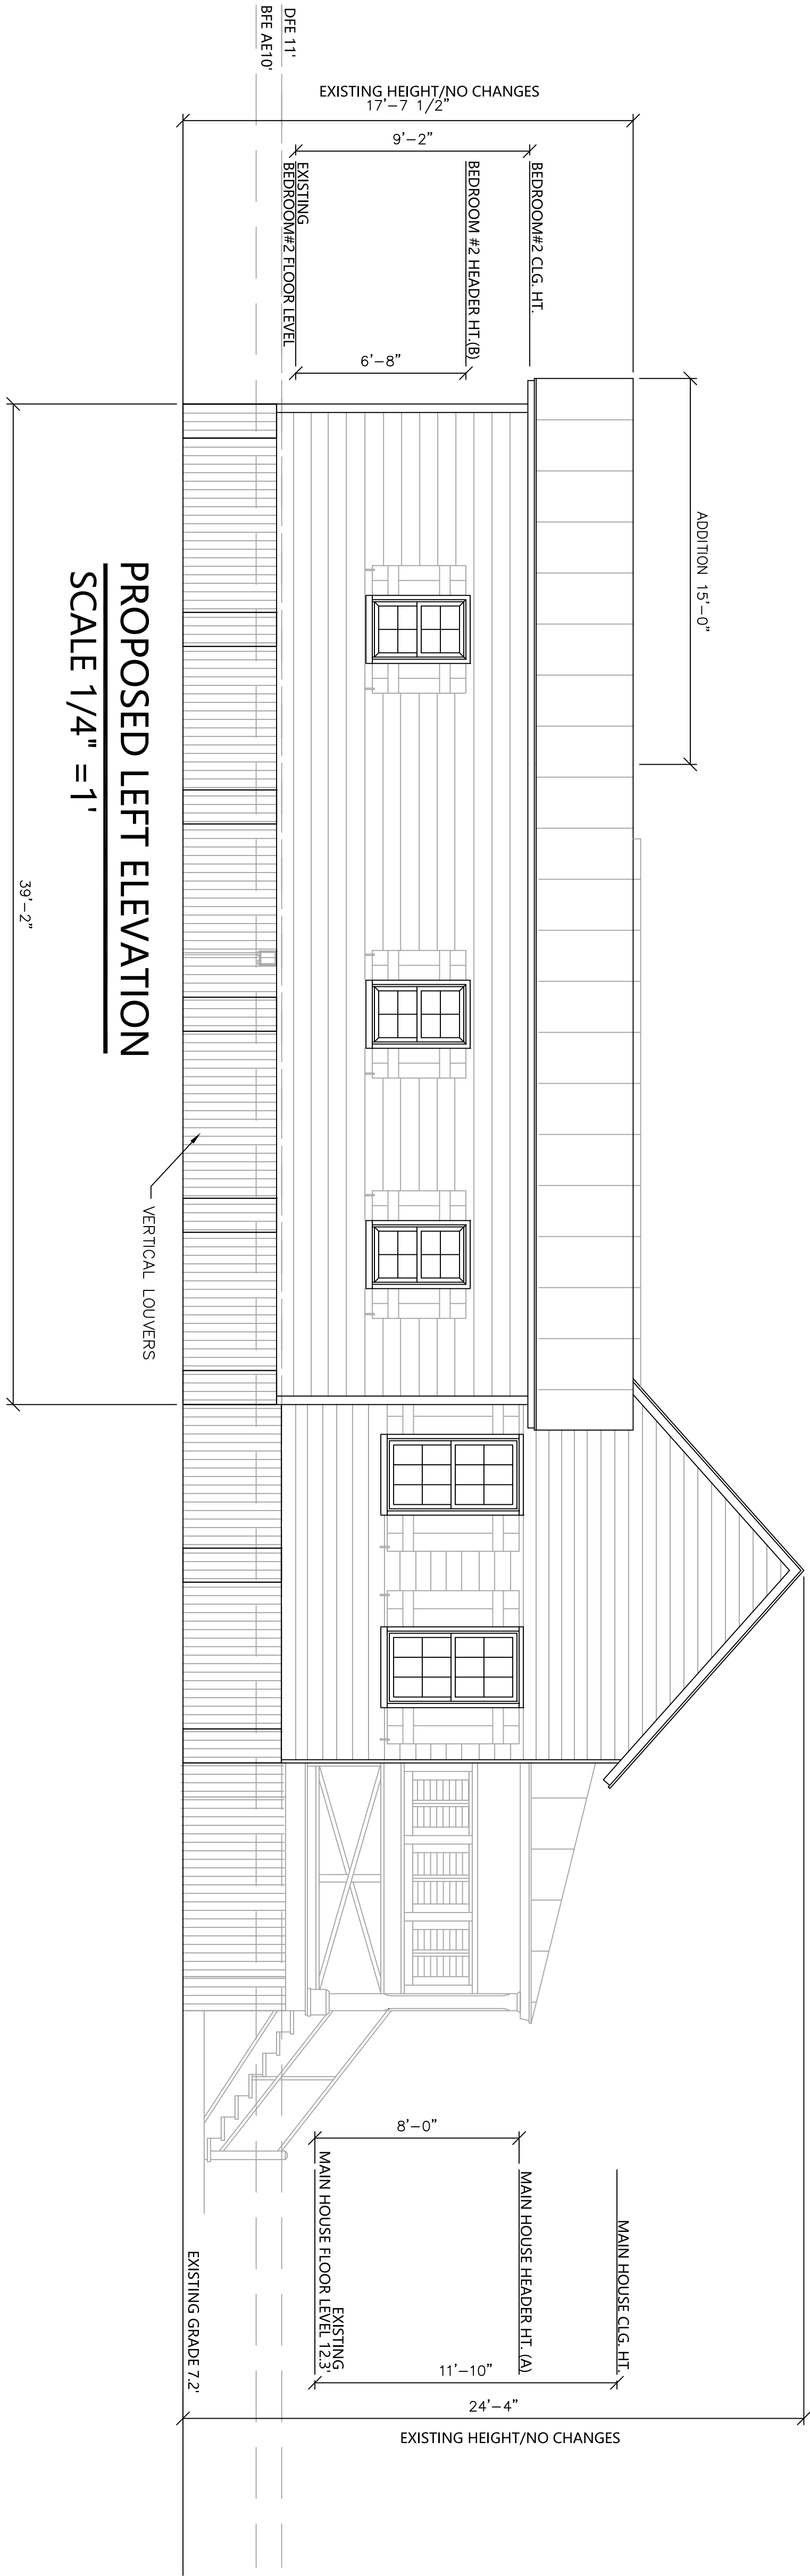 DFE 11'
BFE AE10'
EXISTING HEIGHT/NO CHANGES
17'-7 1/2"
9'-2"
BEDROOM#2 CLG. HT.
BEDROOM #2 HEADER HT.(B)
EXISTING
BEDROOM#2 FLOOR LEVEL
6'-8"
ADDITION 15'-0"
PROPOSED LEFT ELEVATION
SCALE 1/4" =1'
39'-2"
VERTICAL LOUVERS
8'-0"
MAIN HOUSE CLG. HT.
MAIN HOUSE HEADER HT. (A)
EXISTING
MAIN HOUSE FLOOR LEVEL 12.3'
EXISTING GRADE 7.2'
11'-10"
24'-4"
EXISTING HEIGHT/NO CHANGES